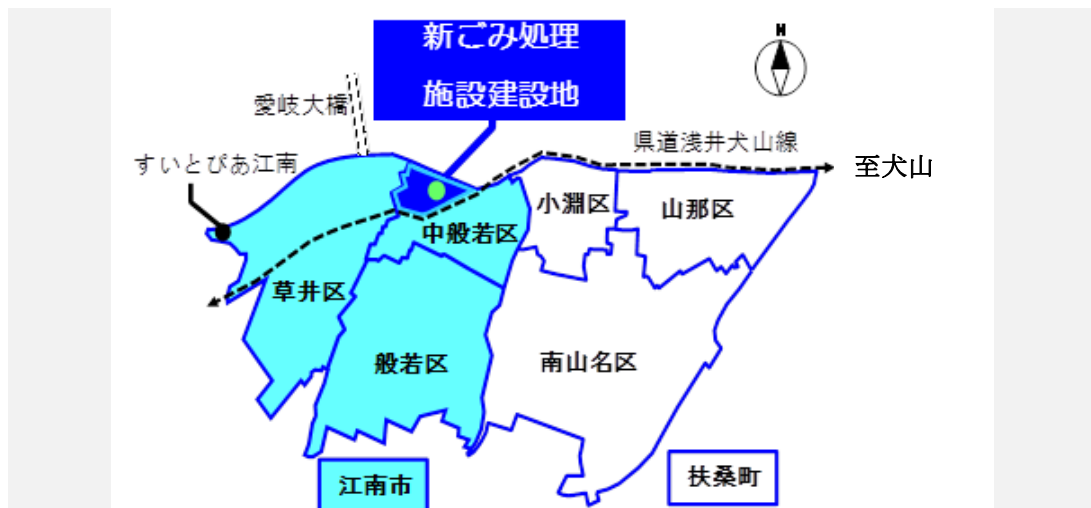 新ごみ処理
施設建設地
N
愛岐大橋
県道浅井犬山線
至犬山
すいとぴあ江南
小淵区
山那区
中般若区
草井区
般若区
南山名区
江南市
扶桑町